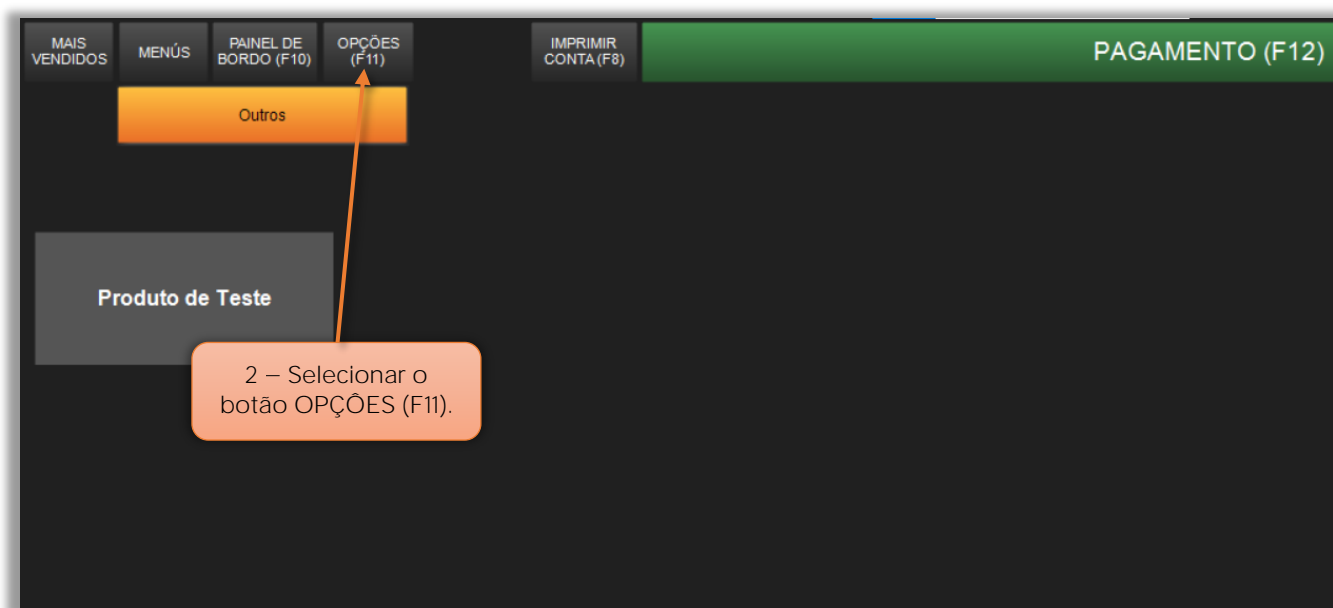 MAIS
VENDIDOS
MENÚS
PAINEL DE
BORDO (F10)
OPÇÕES
(F11)
IMPRIMIR
CONTA (F8)
PAGAMENTO (F12)
Outros
Produto de Teste
2 – Selecionar o
botão OPÇÔES (F11).